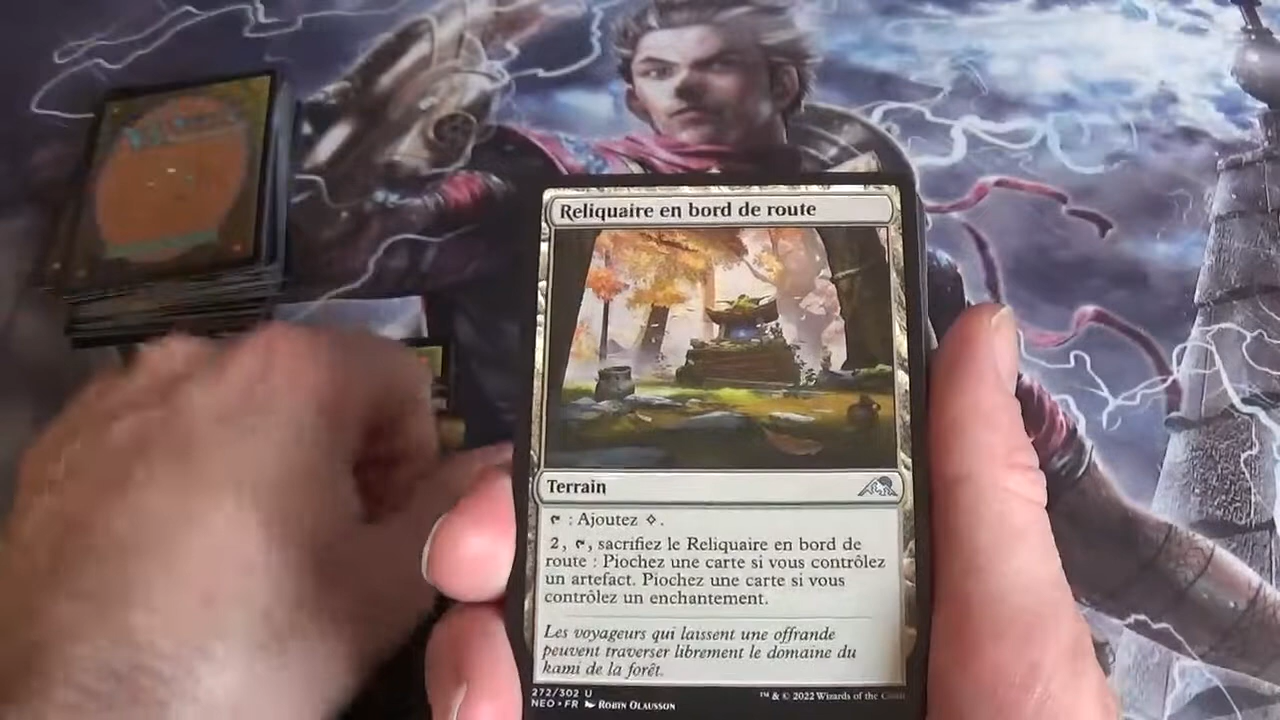 Reliquaire en bord de route
Terrain
: Ajoutez .
2, , sacrifiez le Reliquaire en bord de
route : Piochez une carte si vous contrôlez
un artefact. Piochez une carte si vous
contrôlez un enchantement.
Les voyageurs qui laissent une offrande
peuvent traverser librement le domaine du
kami de la forêt.
272/302 U
NEO • FR Robin Olausson
™ & © 2022 Wizards of the Coast